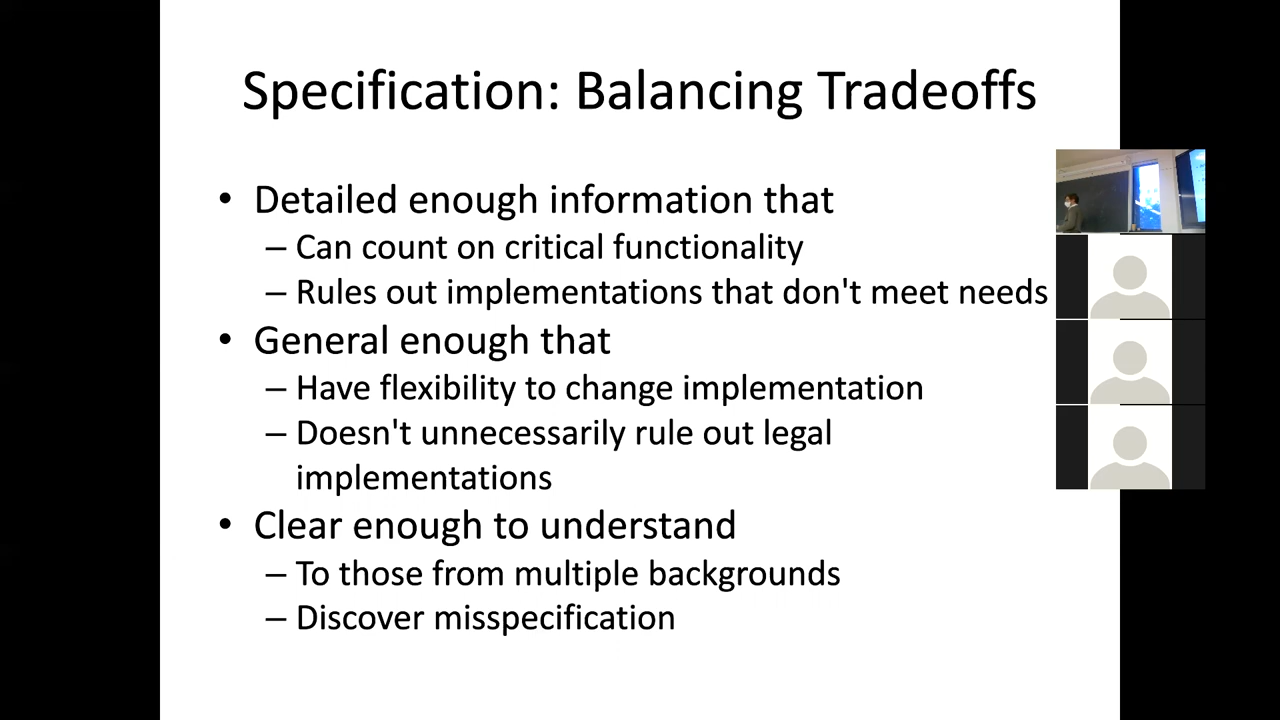 Specification: Balancing Tradeoffs
• Detailed enough information that
– Can count on critical functionality
– Rules out implementations that don't meet needs
• General enough that
– Have flexibility to change implementation
– Doesn't unnecessarily rule out legal
implementations
• Clear enough to understand
– To those from multiple backgrounds
– Discover misspecification